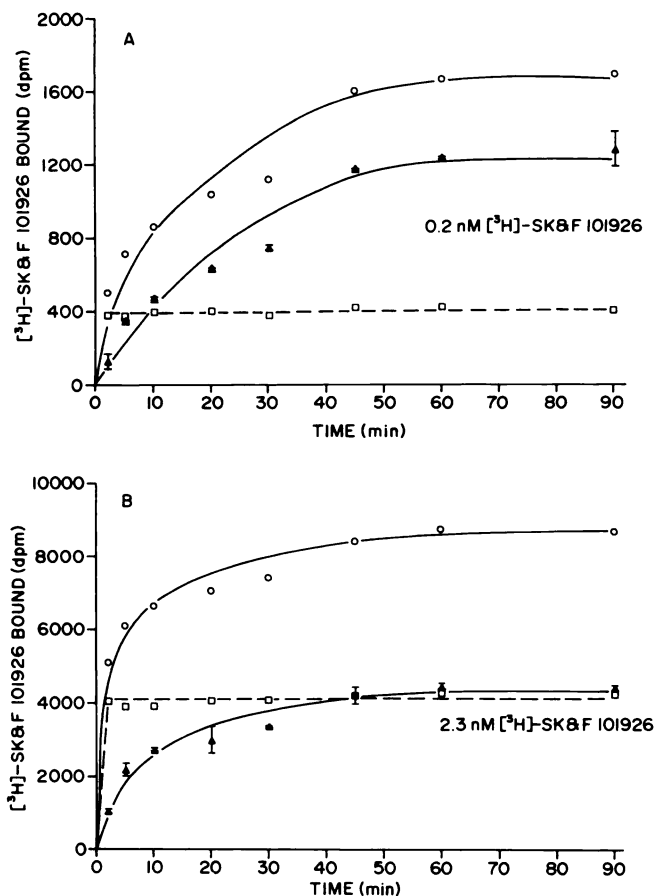 A
[³H]-SK&F 101926 BOUND (dpm)
2000
1600
1200
800
400
0
0.2 nM [³H]-SK&F 101926
0 10 20 30 40 50 60 70 80 90
TIME (min)
B
[³H]-SK&F 101926 BOUND (dpm)
10000
8000
6000
4000
2000
0
2.3 nM [³H]-SK&F 101926
0 10 20 30 40 50 60 70 80 90
TIME (min)